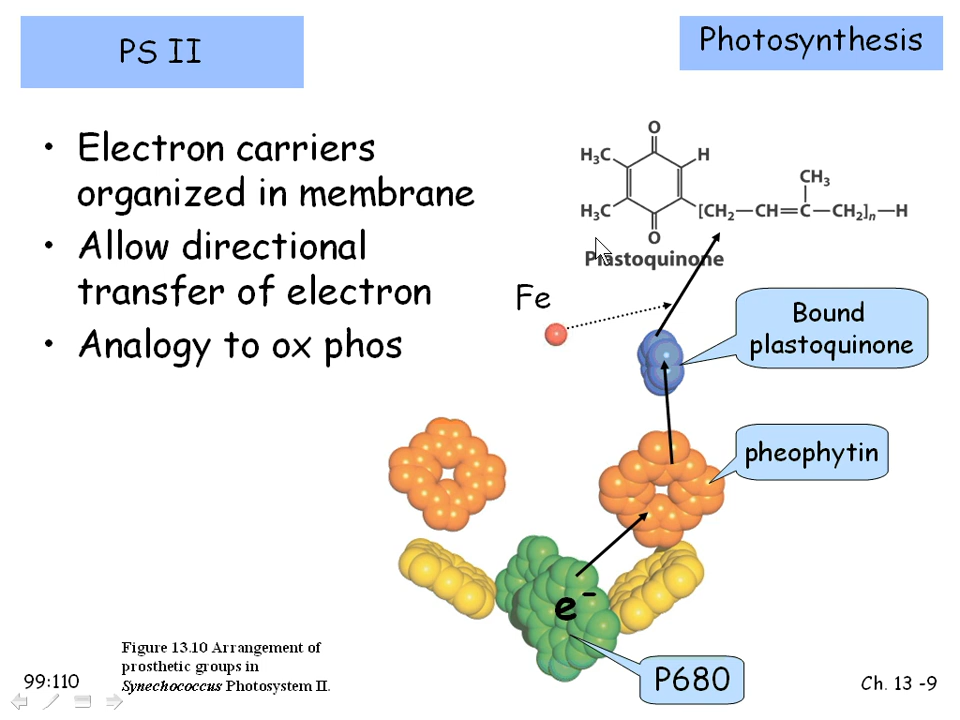 PS II
Photosynthesis
• Electron carriers
organized in membrane
• Allow directional
transfer of electron
• Analogy to ox phos
O
H3C
H
CH3
H3C
[CH2—CH=C—CH2]n—H
O
Plastoquinone
Fe
Bound
plastoquinone
pheophytin
e-
P680
Figure 13.10 Arrangement of
prosthetic groups in
Synechococcus Photosystem II.
99:110
Ch. 13 -9